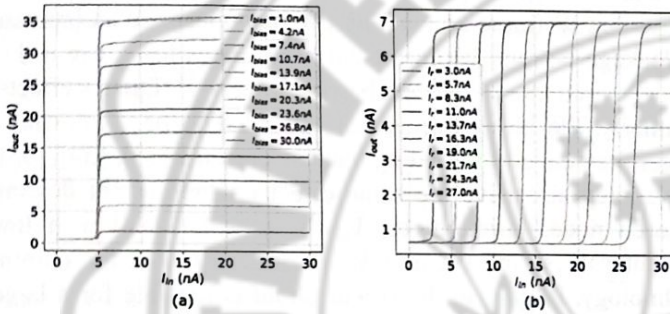 35
30
25
20
15
10
5
0
I_out (nA)
I_bias = 1.0nA
I_bias = 4.2nA
I_bias = 7.4nA
I_bias = 10.7nA
I_bias = 13.9nA
I_bias = 17.1nA
I_bias = 20.3nA
I_bias = 23.6nA
I_bias = 26.8nA
I_bias = 30.0nA
0 5 10 15 20 25 30
I_in (nA)
(a)
7
6
5
4
3
2
1
I_out (nA)
I_r = 3.0nA
I_r = 5.7nA
I_r = 8.3nA
I_r = 11.0nA
I_r = 13.7nA
I_r = 16.3nA
I_r = 19.0nA
I_r = 21.7nA
I_r = 24.3nA
I_r = 27.0nA
0 5 10 15 20 25 30
I_in (nA)
(b)